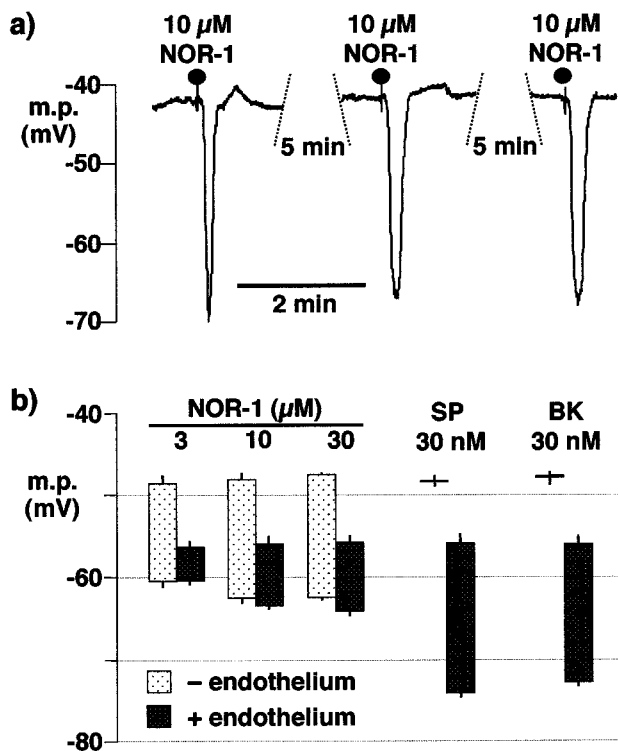 a)
10 µM
NOR-1
10 µM
NOR-1
10 µM
NOR-1
-40
m.p.
(mV)
-50
-60
-70
5 min
5 min
2 min
b)
-40
NOR-1 (µM)
3 10 30
SP
30 nM
BK
30 nM
m.p.
(mV)
-60
-80
– endothelium
+ endothelium